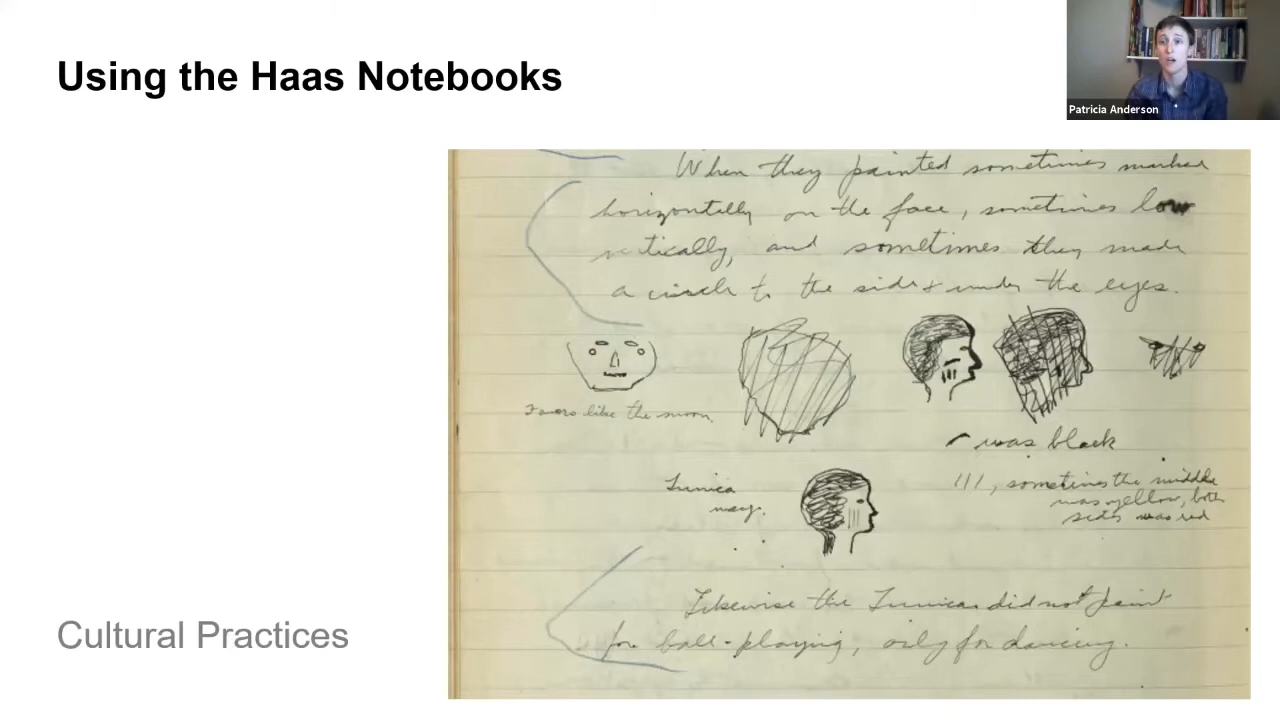 Using the Haas Notebooks
Patricia Anderson
When they painted sometimes marked
horizontally on the face, sometimes
vertically, and sometimes they made
a circle to the side & under the eyes.
like the moon.
was black
Tunica
way.
111, sometimes the middle
was yellow, both
sides was red
Likewise the Tunicas did not paint
for ball-playing, only for dancing.
Cultural Practices